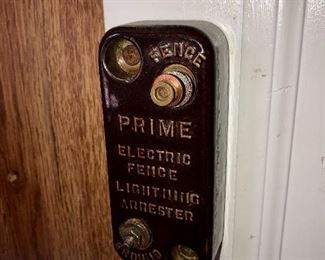 FENCE
PRIME
ELECTRIC
FENCE
LIGHTNING
ARRESTER
GROUND